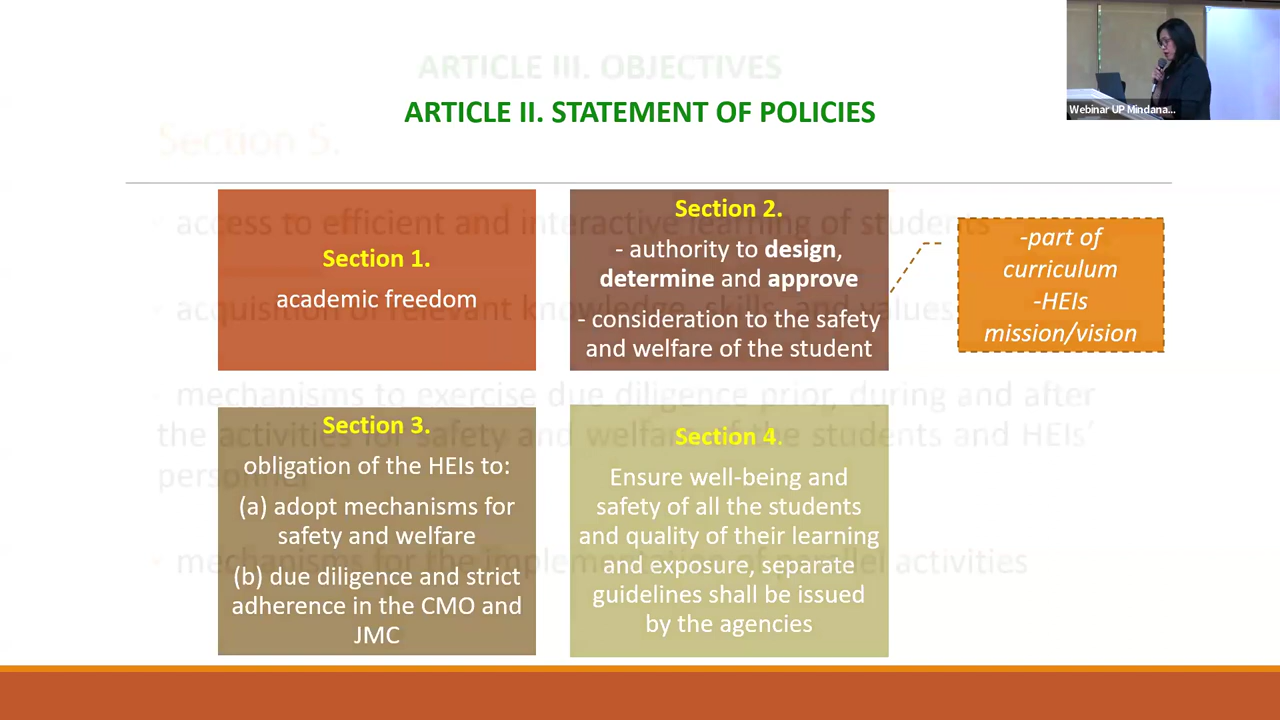 ARTICLE III. OBJECTIVES
ARTICLE II. STATEMENT OF POLICIES
Webinar UP Mindana...
Section 5.
access to efficient and interactive learning of students
acquisition of relevant knowledge, skills, and values
mechanisms to exercise due diligence prior, during and after
the activities for safety and welfare of the students and HEIs’
personnel
mechanisms for the implementation of parallel activities
Section 1.
academic freedom
Section 2.
- authority to design,
determine and approve
- consideration to the safety
and welfare of the student
-part of
curriculum
-HEIs
mission/vision
Section 3.
obligation of the HEIs to:
(a) adopt mechanisms for
safety and welfare
(b) due diligence and strict
adherence in the CMO and
JMC
Section 4.
Ensure well-being and
safety of all the students
and quality of their learning
and exposure, separate
guidelines shall be issued
by the agencies